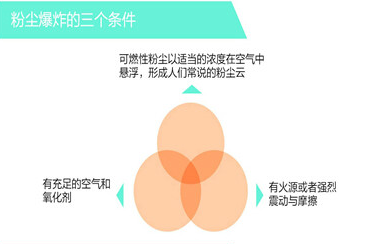 粉尘爆炸的三个条件
可燃性粉尘以适当的浓度在空气中
悬浮，形成人们常说的粉尘云
有充足的空气和
氧化剂
有火源或者强烈
震动与摩擦